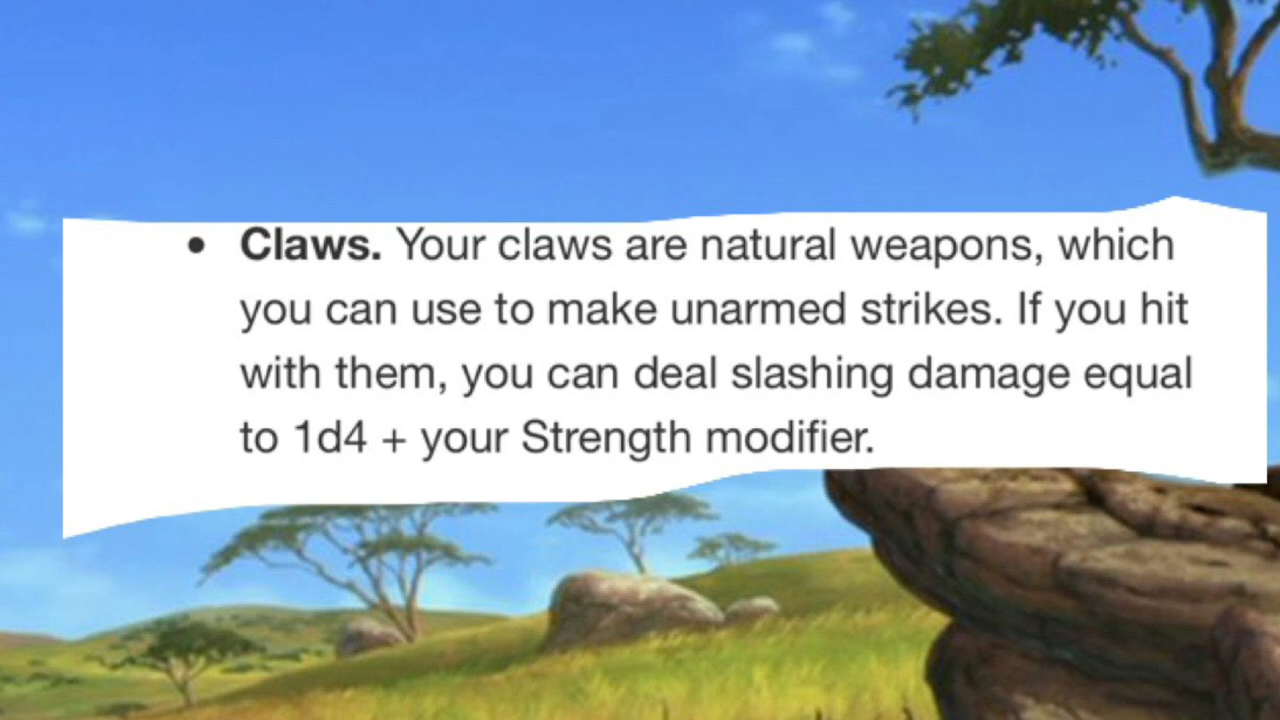 • Claws. Your claws are natural weapons, which
you can use to make unarmed strikes. If you hit
with them, you can deal slashing damage equal
to 1d4 + your Strength modifier.